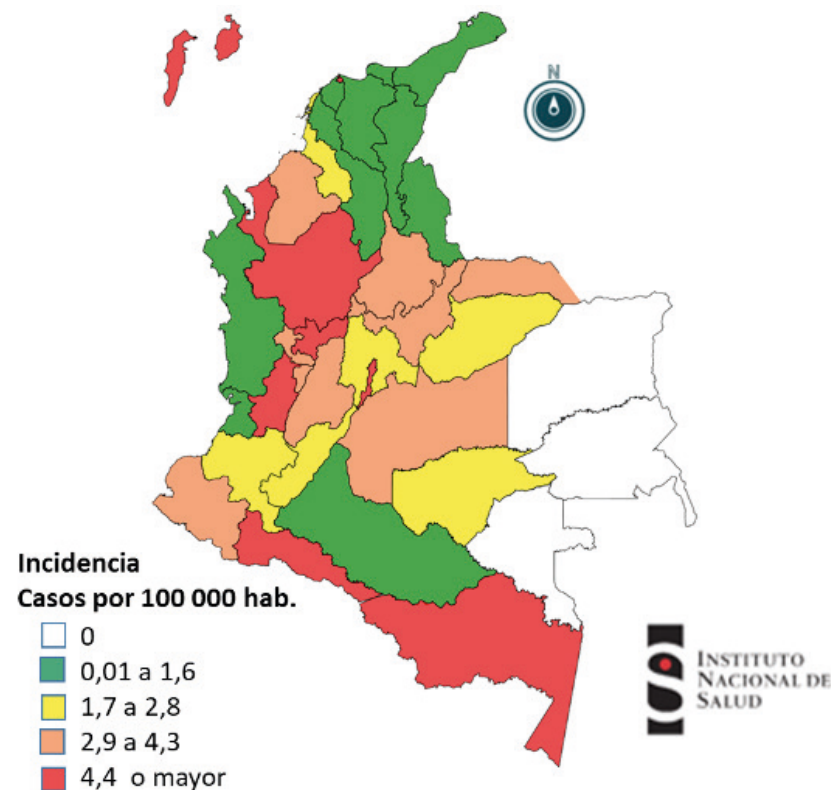 N
Incidencia
Casos por 100 000 hab.
0
0,01 a 1,6
1,7 a 2,8
2,9 a 4,3
4,4 o mayor
INSTITUTO
NACIONAL DE
SALUD